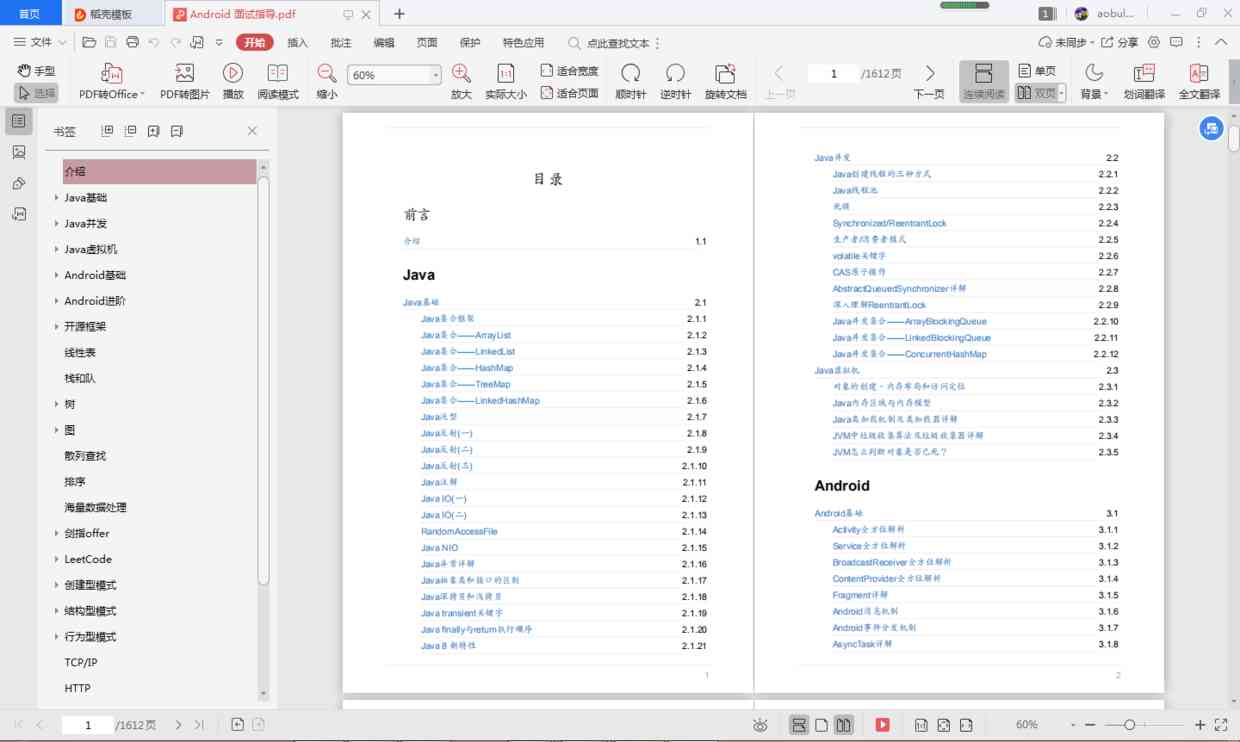 首页
稻壳模板
Android 面试指导.pdf
1
aobul...
文件
开始
插入
批注
编辑
页面
保护
特色应用
点此查找文本
未同步
分享
手型
选择
PDF转Office
PDF转图片
播放
阅读模式
缩小
60%
放大
1:1
实际大小
适合宽度
适合页面
顺时针
逆时针
旋转文档
上一页
1
/1612页
下一页
连续阅读
单页
双页
背景
划词翻译
全文翻译
书签
介绍
Java基础
Java并发
Java虚拟机
Android基础
Android进阶
开源框架
线性表
栈和队
树
图
散列查找
排序
海量数据处理
剑指offer
LeetCode
创建型模式
结构型模式
行为型模式
TCP/IP
HTTP
目录
前言
介绍 1.1
Java
Java基础 2.1
Java集合框架 2.1.1
Java集合——ArrayList 2.1.2
Java集合——LinkedList 2.1.3
Java集合——HashMap 2.1.4
Java集合——TreeMap 2.1.5
Java集合——LinkedHashMap 2.1.6
Java泛型 2.1.7
Java反射(一) 2.1.8
Java反射(二) 2.1.9
Java反射(三) 2.1.10
Java注解 2.1.11
Java IO(一) 2.1.12
Java IO(二) 2.1.13
RandomAccessFile 2.1.14
Java NIO 2.1.15
Java异常详解 2.1.16
Java抽象类和接口的区别 2.1.17
Java深拷贝和浅拷贝 2.1.18
Java transient关键字 2.1.19
Java finally与return执行顺序 2.1.20
Java 8 新特性 2.1.21
1
Java并发 2.2
Java创建线程的三种方式 2.2.1
Java线程池 2.2.2
死锁 2.2.3
Synchronized/ReentrantLock 2.2.4
生产者/消费者模式 2.2.5
volatile关键字 2.2.6
CAS原子操作 2.2.7
AbstractQueuedSynchronizer详解 2.2.8
深入理解ReentrantLock 2.2.9
Java并发集合——ArrayBlockingQueue 2.2.10
Java并发集合——LinkedBlockingQueue 2.2.11
Java并发集合——ConcurrentHashMap 2.2.12
Java虚拟机 2.3
对象的创建、内存布局和访问定位 2.3.1
Java内存区域与内存模型 2.3.2
Java类加载机制及类加载器详解 2.3.3
JVM中垃圾收集算法及垃圾收集器详解 2.3.4
JVM怎么判断对象是否已死？ 2.3.5
Android
Android基础 3.1
Activity全方位解析 3.1.1
Service全方位解析 3.1.2
BroadcastReceiver全方位解析 3.1.3
ContentProvider全方位解析 3.1.4
Fragment详解 3.1.5
Android消息机制 3.1.6
Android事件分发机制 3.1.7
AsyncTask详解 3.1.8
2
1
/1612页
60%